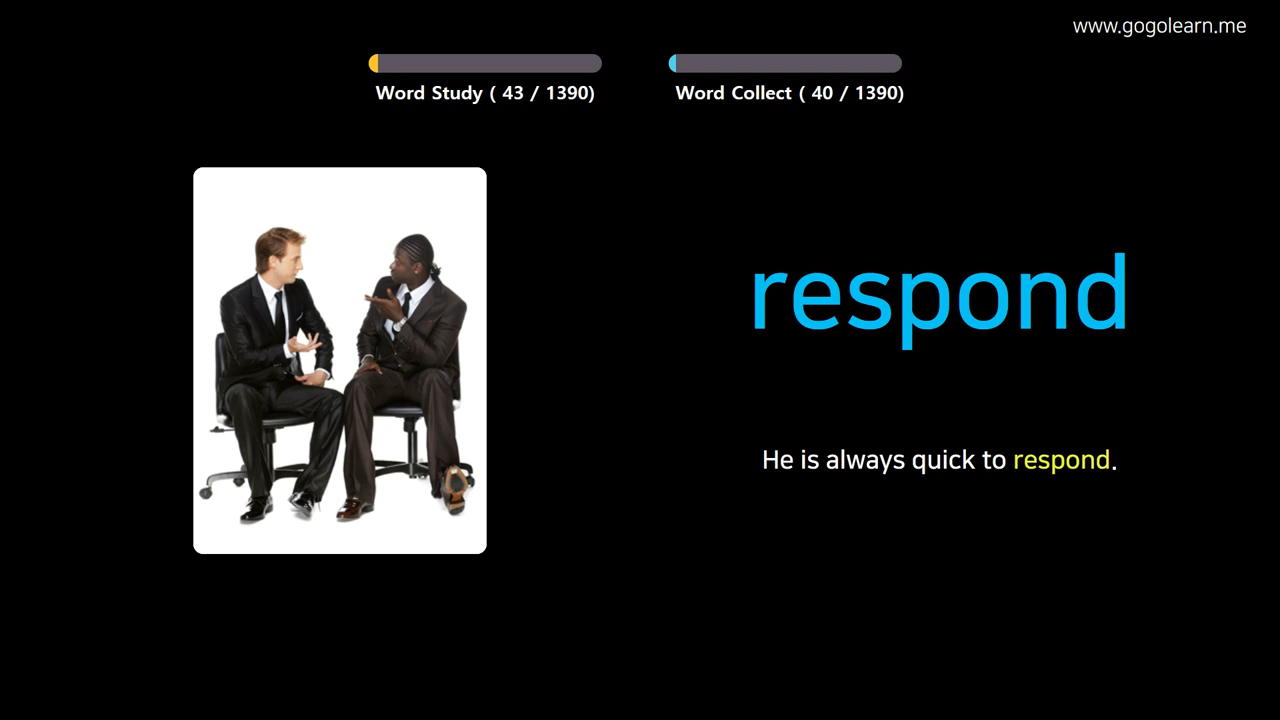 www.gogolearn.me
Word Study ( 43 / 1390)
Word Collect ( 40 / 1390)
respond
He is always quick to respond.